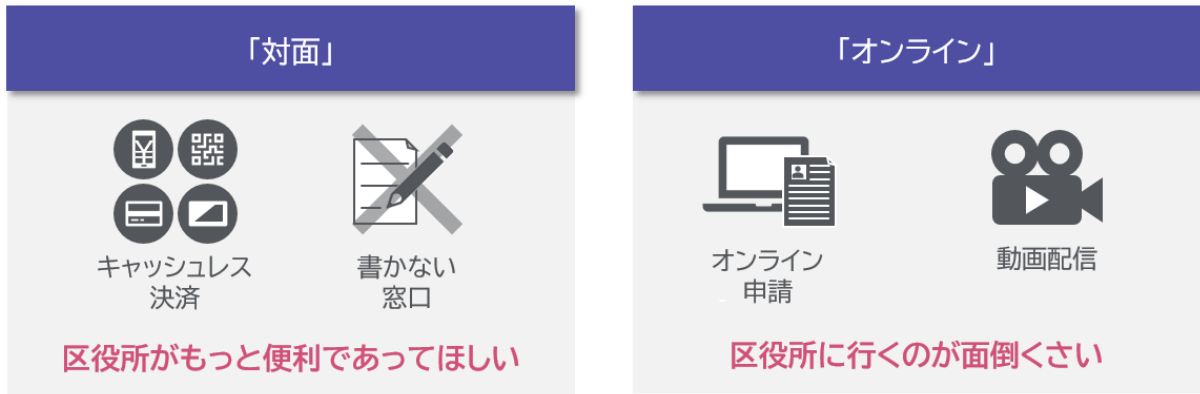 「対面」
キャッシュレス
決済
書かない
窓口
区役所がもっと便利であってほしい
「オンライン」
オンライン
申請
動画配信
区役所に行くのが面倒くさい